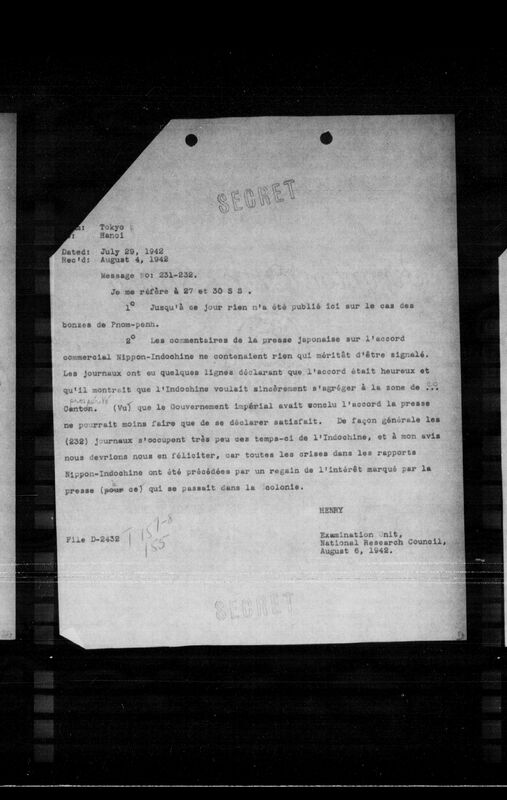 SECRET
Tokyo
Hanoi
Dated: July 29, 1942
Rec'd: August 4, 1942
Message no: 231-232.
Je me réfère à 27 et 30 S S .
1° Jusqu'à ce jour rien n'a été publié ici sur le cas des
bonzes de Pnom-penh.
2° Les commentaires de la presse japonaise sur l'accord
commercial Nippon-Indochine ne contenaient rien qui méritât d'être signalé.
Les journaux ont eu quelques lignes déclarant que l'accord était heureux et
qu'il montrait que l'Indochine voulait sincèrement s'agréger à la zone de
Canton. (Vu) que le Gouvernement impérial avait conclu l'accord la presse
ne pourrait moins faire que de se déclarer satisfait. De façon générale les
(232) journaux s'occupent très peu ces temps-ci de l'Indochine, et à mon avis
nous devrions nous en féliciter, car toutes les crises dans les rapports
Nippon-Indochine ont été précédées par un regain de l'intérêt marqué par la
presse (pour ce) qui se passait dans la colonie.
HENRY
File D-2432 T 157-8
155
Examination Unit,
National Research Council,
August 6, 1942.
SECRET